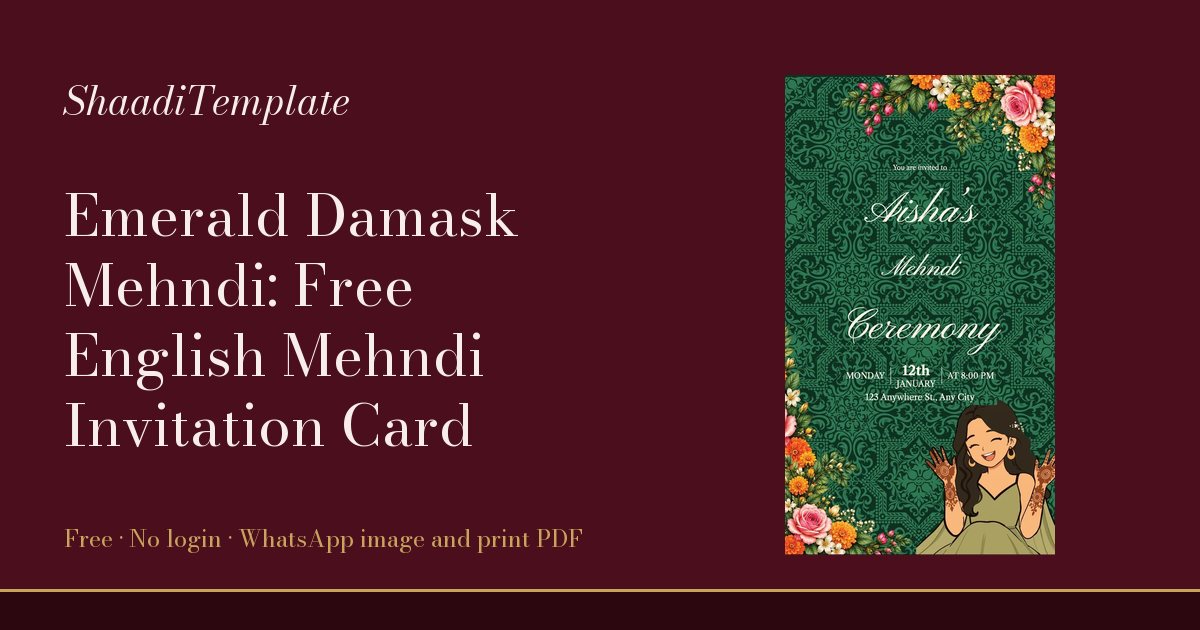 ShaadiTemplate
Emerald Damask
Mehndi: Free
English Mehndi
Invitation Card
Free · No login · WhatsApp image and print PDF
You are invited to
Aisha's
Mehndi
Ceremony
MONDAY 12th JANUARY AT 8:00 PM
123 Anywhere St., Any City